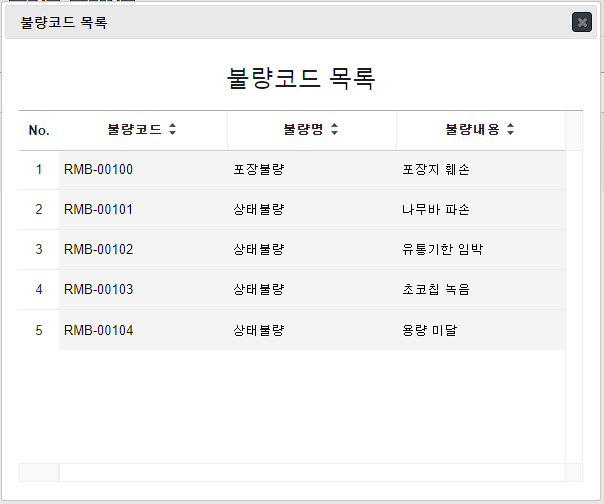 불량코드 목록
불량코드 목록
No. 불량코드 불량명 불량내용
1 RMB-00100 포장불량 포장지 훼손
2 RMB-00101 상태불량 나무바 파손
3 RMB-00102 상태불량 유통기한 임박
4 RMB-00103 상태불량 초코칩 녹음
5 RMB-00104 상태불량 용량 미달